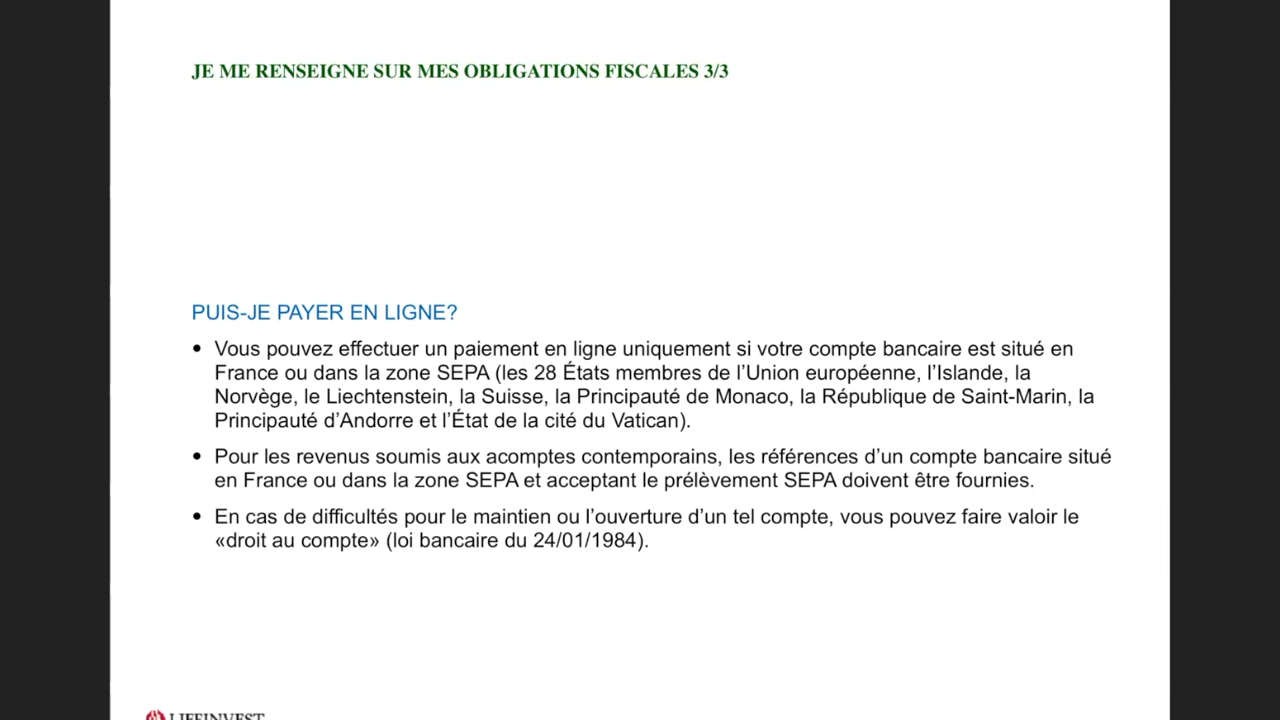 JE ME RENSEIGNE SUR MES OBLIGATIONS FISCALES 3/3
PUIS-JE PAYER EN LIGNE?
• Vous pouvez effectuer un paiement en ligne uniquement si votre compte bancaire est situé en
France ou dans la zone SEPA (les 28 États membres de l’Union européenne, l’Islande, la
Norvège, le Liechtenstein, la Suisse, la Principauté de Monaco, la République de Saint-Marin, la
Principauté d’Andorre et l’État de la cité du Vatican).
• Pour les revenus soumis aux acomptes contemporains, les références d’un compte bancaire situé
en France ou dans la zone SEPA et acceptant le prélèvement SEPA doivent être fournies.
• En cas de difficultés pour le maintien ou l’ouverture d’un tel compte, vous pouvez faire valoir le
«droit au compte» (loi bancaire du 24/01/1984).
LIFEINVEST